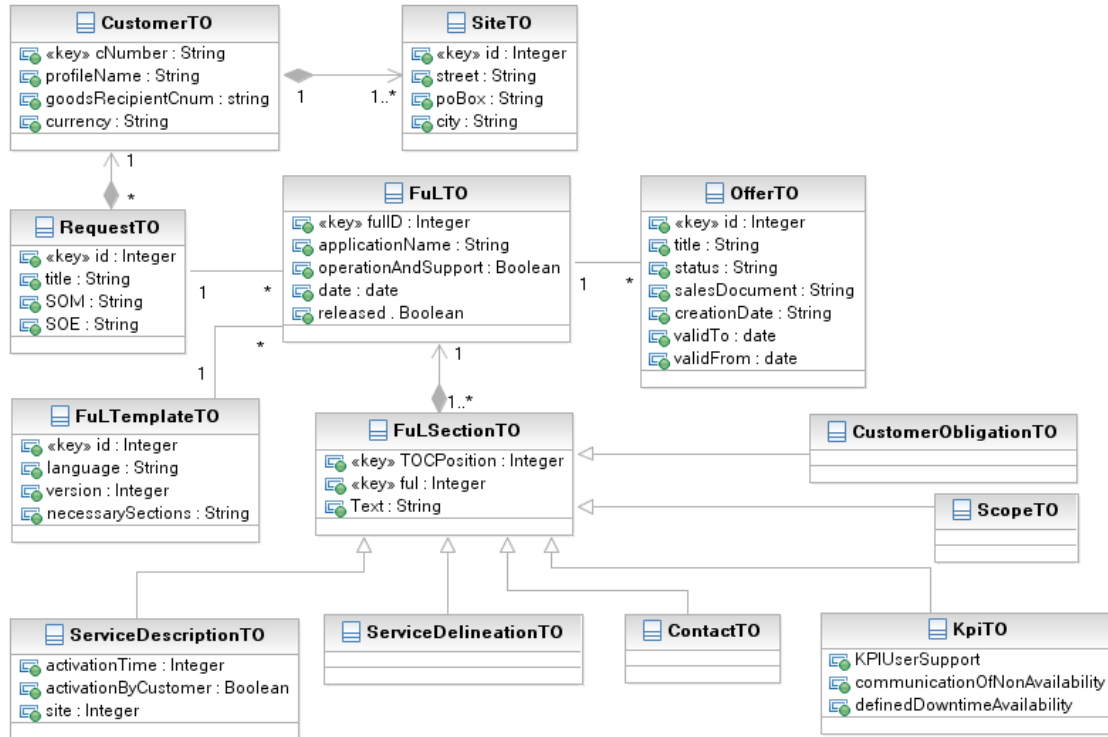 CustomerTO
«key» cNumber : String
profileName : String
goodsRecipientCnum : string
currency : String
SiteTO
«key» id : Integer
street : String
poBox : String
city : String
1
1..*
1
*
RequestTO
«key» id : Integer
title : String
SOM : String
SOE : String
FuLTO
«key» fullD : Integer
applicationName : String
operationAndSupport : Boolean
date : date
released . Boolean
OfferTO
«key» id : Integer
title : String
status : String
salesDocument : String
creationDate : String
validTo : date
validFrom : date
1
*
1
*
*
1
1
1..*
FuLTemplateTO
«key» id : Integer
language : String
version : Integer
necessarySections : String
FuLSectionTO
«key» TOCPosition : Integer
«key» ful : Integer
Text : String
CustomerObligationTO
ScopeTO
ServiceDescriptionTO
activationTime : Integer
activationByCustomer : Boolean
site : Integer
ServiceDelineationTO
ContactTO
KpiTO
KPIUserSupport
communicationOfNonAvailability
definedDowntimeAvailability